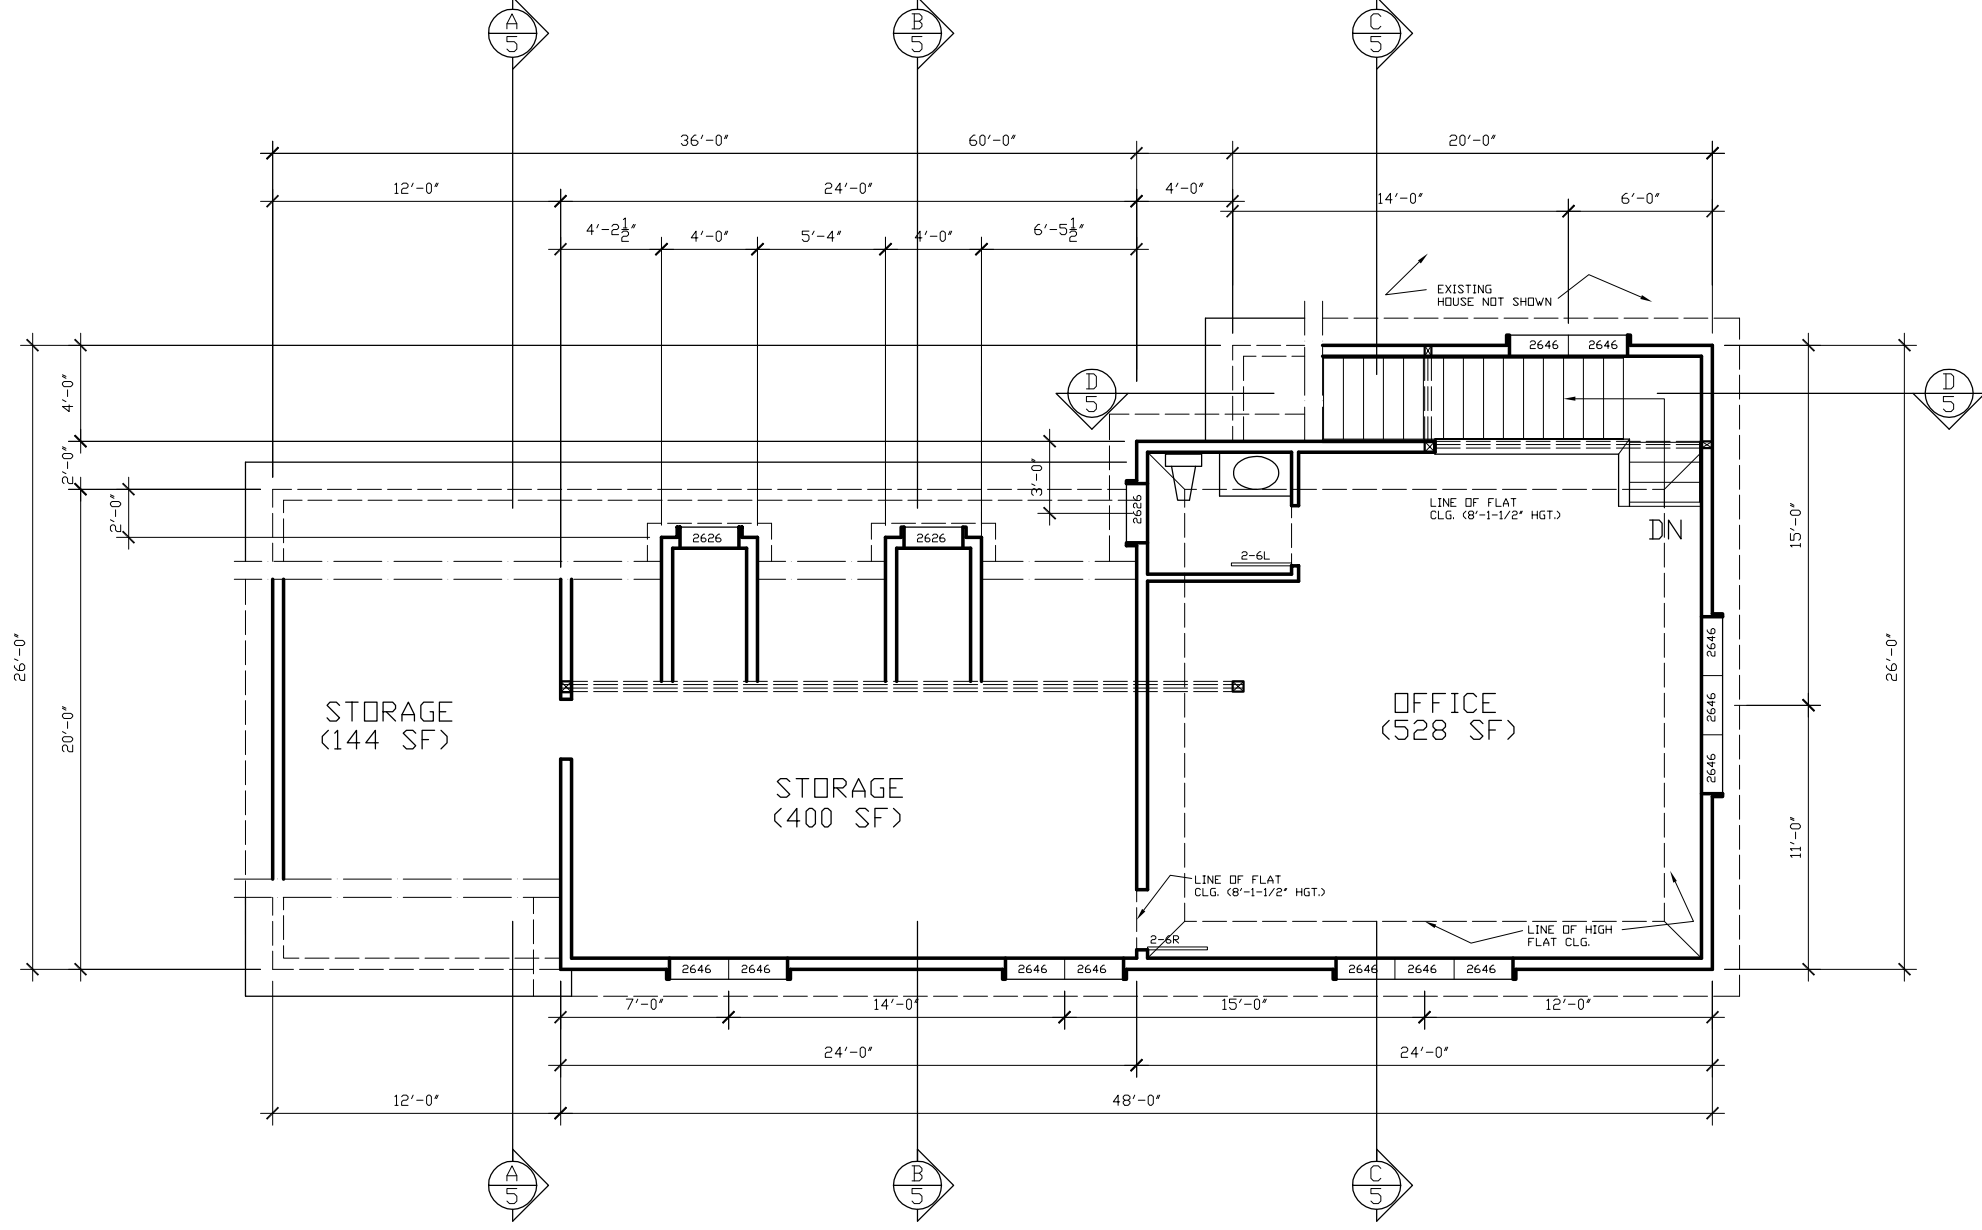 A
5
B
5
C
5
36'-0"
60'-0"
20'-0"
12'-0"
24'-0"
4'-0"
14'-0"
6'-0"
4'-2 1/2"
4'-0"
5'-4"
4'-0"
6'-5 1/2"
EXISTING
HOUSE NOT SHOWN
2646 2646
D
5
D
5
4'-0"
2'-0"
2'-0"
3'-0"
2626
2626
2626
LINE OF FLAT
CLG. (8'-1-1/2" HGT.)
DN
2-6L
15'-0"
26'-0"
26'-0"
20'-0"
2646
2646
2646
STORAGE
(144 SF)
OFFICE
(528 SF)
STORAGE
(400 SF)
11'-0"
LINE OF FLAT
CLG. (8'-1-1/2" HGT.)
LINE OF HIGH
FLAT CLG.
2-6R
2646 2646
2646 2646
2646 2646 2646
7'-0"
14'-0"
15'-0"
12'-0"
24'-0"
24'-0"
12'-0"
48'-0"
A
5
B
5
C
5